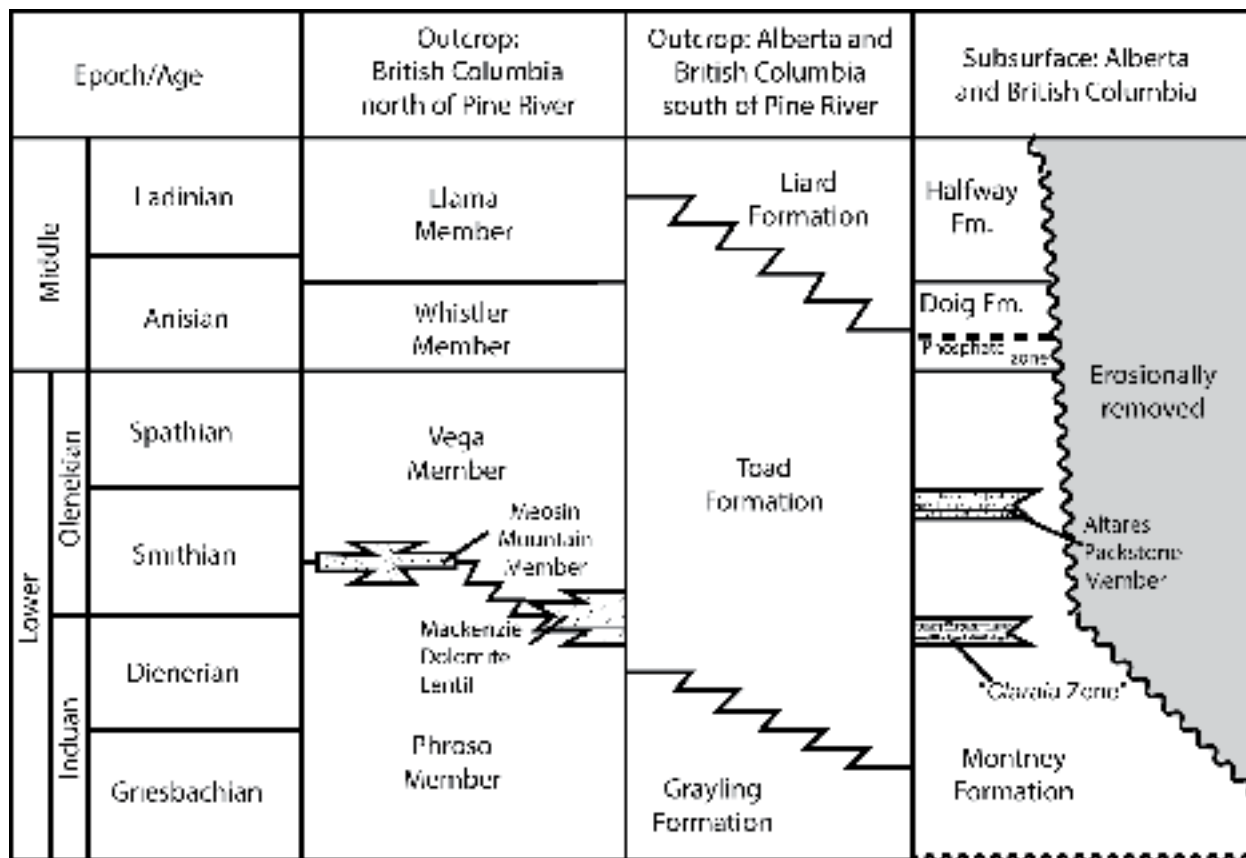 Epoch/Age
Outcrop:
British Columbia
north of Pine River
Outcrop: Alberta and
British Columbia
south of Pine River
Subsurface: Alberta
and British Columbia
Middle
Ladinian
Anisian
Lower
Olenekian
Spathian
Smithian
Induan
Dienerian
Griesbachian
Llama
Member
Whistler
Member
Vega
Member
Meosin
Mountain
Member
Mackenzie
Dolomite
Lentil
Phroso
Member
Liard
Formation
Toad
Formation
Grayling
Formation
Halfway
Fm.
Doig Fm.
Phosphate
zone
Erosionally
removed
Altares
Packstone
Member
"Claraia Zone"
Montney
Formation